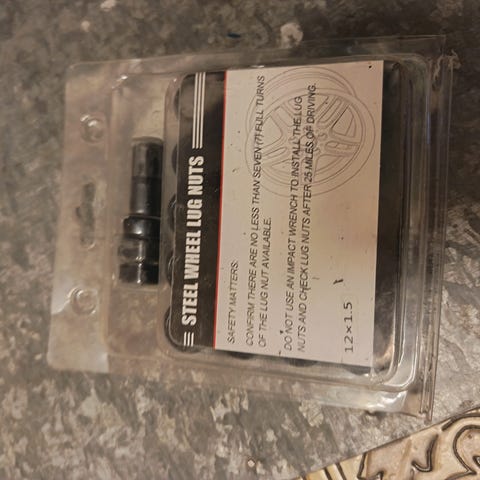 STEEL WHEEL LUG NUTS
SAFETY MATTERS:
CONFIRM THERE ARE NO LESS THAN SEVEN (7) FULL TURNS
OF THE LUG NUT AVAILABLE.
DO NOT USE AN IMPACT WRENCH TO INSTALL THE LUG
NUTS AND CHECK LUG NUTS AFTER 25 MILES OF DRIVING.
12×1.5